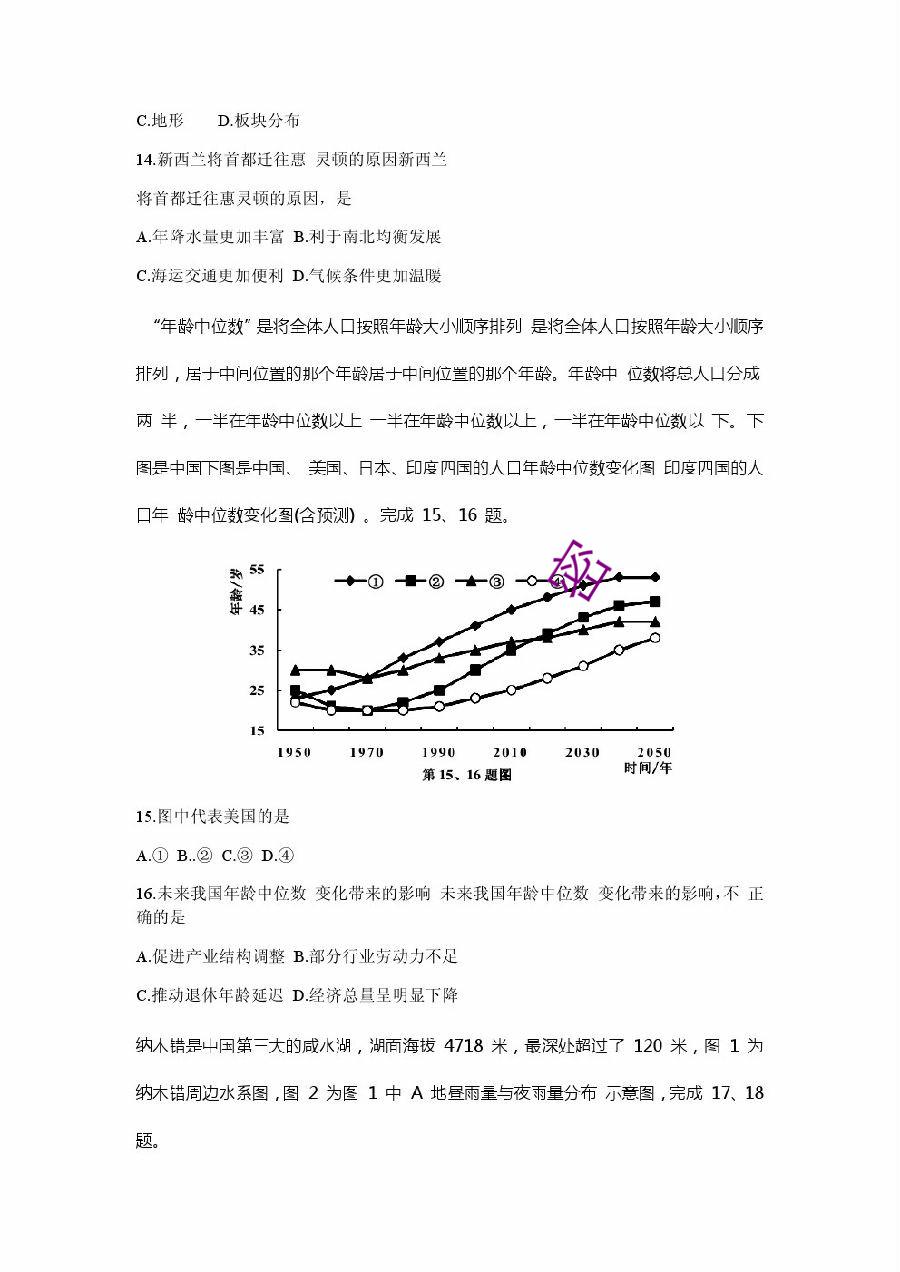 C.地形 D.板块分布
14.新西兰将首都迁往惠 灵顿的原因新西兰
将首都迁往惠灵顿的原因，是
A.年降水量更加丰富 B.利于南北均衡发展
C.海运交通更加便利 D.气候条件更加温暖
“年龄中位数”是将全体人口按照年龄大小顺序排列 是将全体人口按照年龄大小顺序
排列，居于中间位置的那个年龄居于中间位置的那个年龄。年龄中 位数将总人口分成
两 半，一半在年龄中位数以上 一半在年龄中位数以上，一半在年龄中位数以 下。下
图是中国下图是中国、 美国、日本、印度四国的人口年龄中位数变化图 印度四国的人
口年 龄中位数变化图(含预测) 。完成 15、16 题。
年龄/岁
55
45
35
25
15
① ② ③ ④
1950 1970 1990 2010 2030 2050
时间/年
第15、16题图
15.图中代表美国的是
A.① B..② C.③ D.④
16.未来我国年龄中位数 变化带来的影响 未来我国年龄中位数 变化带来的影响，不 正
确的是
A.促进产业结构调整 B.部分行业劳动力不足
C.推动退休年龄延迟 D.经济总量呈明显下降
纳木错是中国第三大的咸水湖，湖面海拔 4718 米，最深处超过了 120 米，图 1 为
纳木错周边水系图，图 2 为图 1 中 A 地昼雨量与夜雨量分布 示意图，完成 17、18
题。